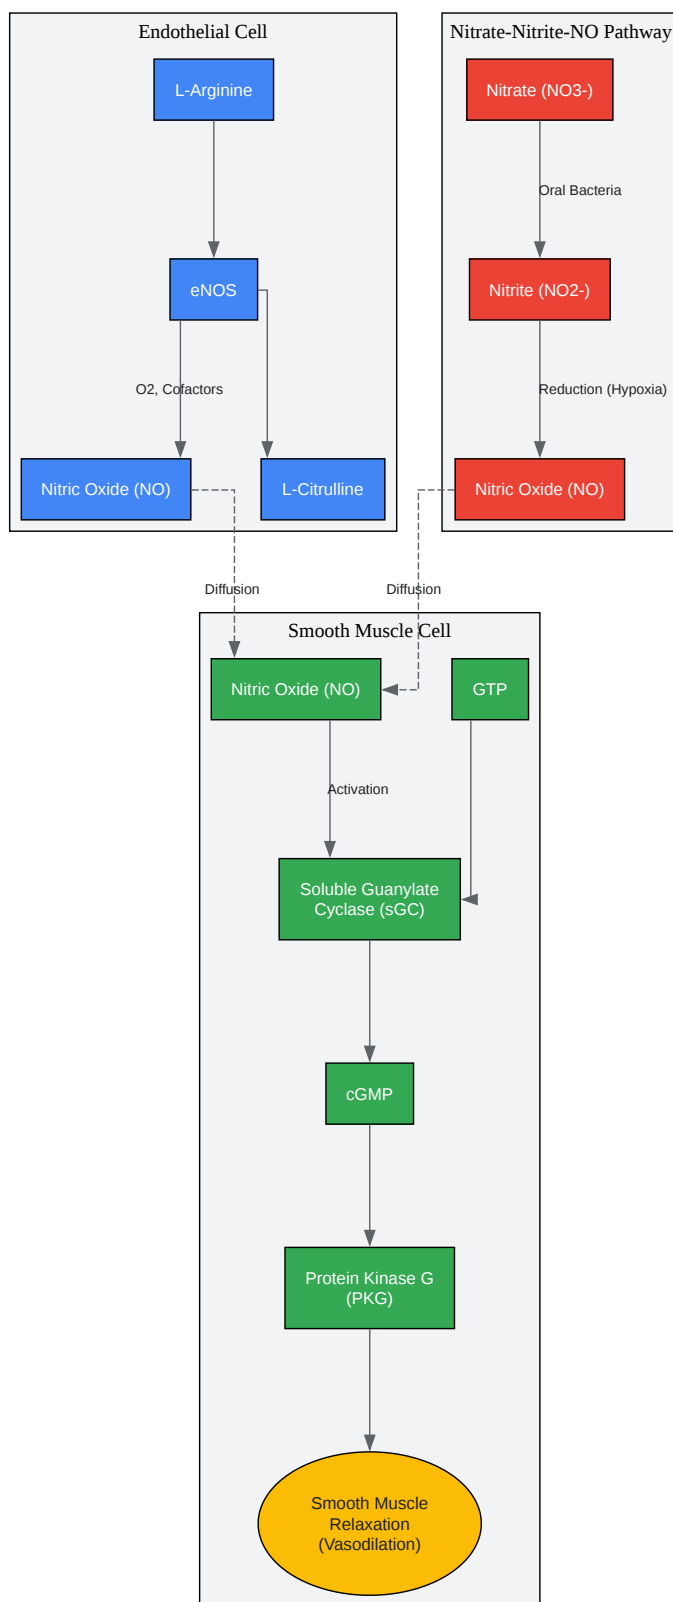 Endothelial Cell
L-Arginine
eNOS
O2, Cofactors
Nitric Oxide (NO)
L-Citrulline
Nitrate-Nitrite-NO Pathway
Nitrate (NO3-)
Oral Bacteria
Nitrite (NO2-)
Reduction (Hypoxia)
Nitric Oxide (NO)
Diffusion
Diffusion
Smooth Muscle Cell
Nitric Oxide (NO)
GTP
Activation
Soluble Guanylate
Cyclase (sGC)
cGMP
Protein Kinase G
(PKG)
Smooth Muscle
Relaxation
(Vasodilation)